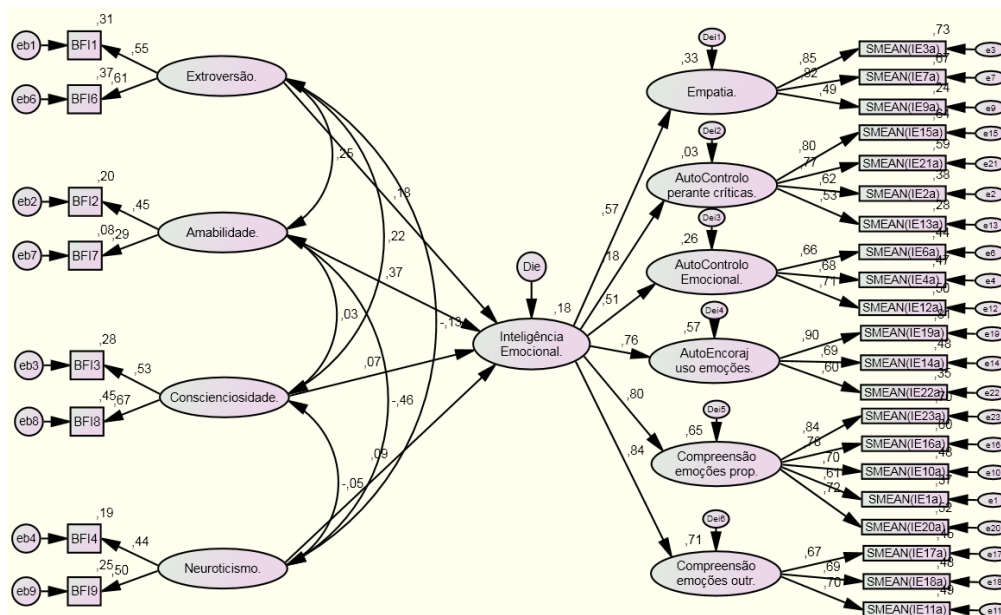 ,31
eb1
BFI1
,55
Extroversão.
,37
,61
eb6
BFI6
,20
eb2
BFI2
,45
Amabilidade.
,08
,29
eb7
BFI7
,28
eb3
BFI3
,53
Conscienciosidade.
,45
,67
eb8
BFI8
,19
eb4
BFI4
,44
Neuroticismo.
,25
,50
eb9
BFI9
,25
,18
,22
,37
-,13
,03
,07
-,46
,09
-,05
Die
,18
Inteligência
Emocional.
,57
,18
,51
,76
,80
,84
Dei1
,33
Empatia.
,85
,82
,49
,73
SMEAN(IE3a)
e3
,67
SMEAN(IE7a)
e7
,24
SMEAN(IE9a)
e9
Dei2
,03
AutoControlo
perante críticas.
,80
,77
,62
,53
,64
SMEAN(IE15a)
e15
,59
SMEAN(IE21a)
e21
,38
SMEAN(IE2a)
e2
,28
SMEAN(IE13a)
e13
Dei3
,26
AutoControlo
Emocional.
,66
,68
,71
,44
SMEAN(IE6a)
e6
,47
SMEAN(IE4a)
e4
,50
SMEAN(IE12a)
e12
Dei4
,57
AutoEncoraj
uso emoções.
,90
,69
,60
,81
SMEAN(IE19a)
e19
,48
SMEAN(IE14a)
e14
,35
SMEAN(IE22a)
e22
Dei5
,65
Compreensão
emoções prop.
,84
,78
,70
,61
,72
SMEAN(IE23a)
e23
,60
SMEAN(IE16a)
e16
,48
SMEAN(IE10a)
e10
,37
SMEAN(IE1a)
e1
,52
SMEAN(IE20a)
e20
Dei6
,71
Compreensão
emoções outr.
,67
,69
,70
,45
SMEAN(IE17a)
e17
,48
SMEAN(IE18a)
e18
,49
SMEAN(IE11a)
e11